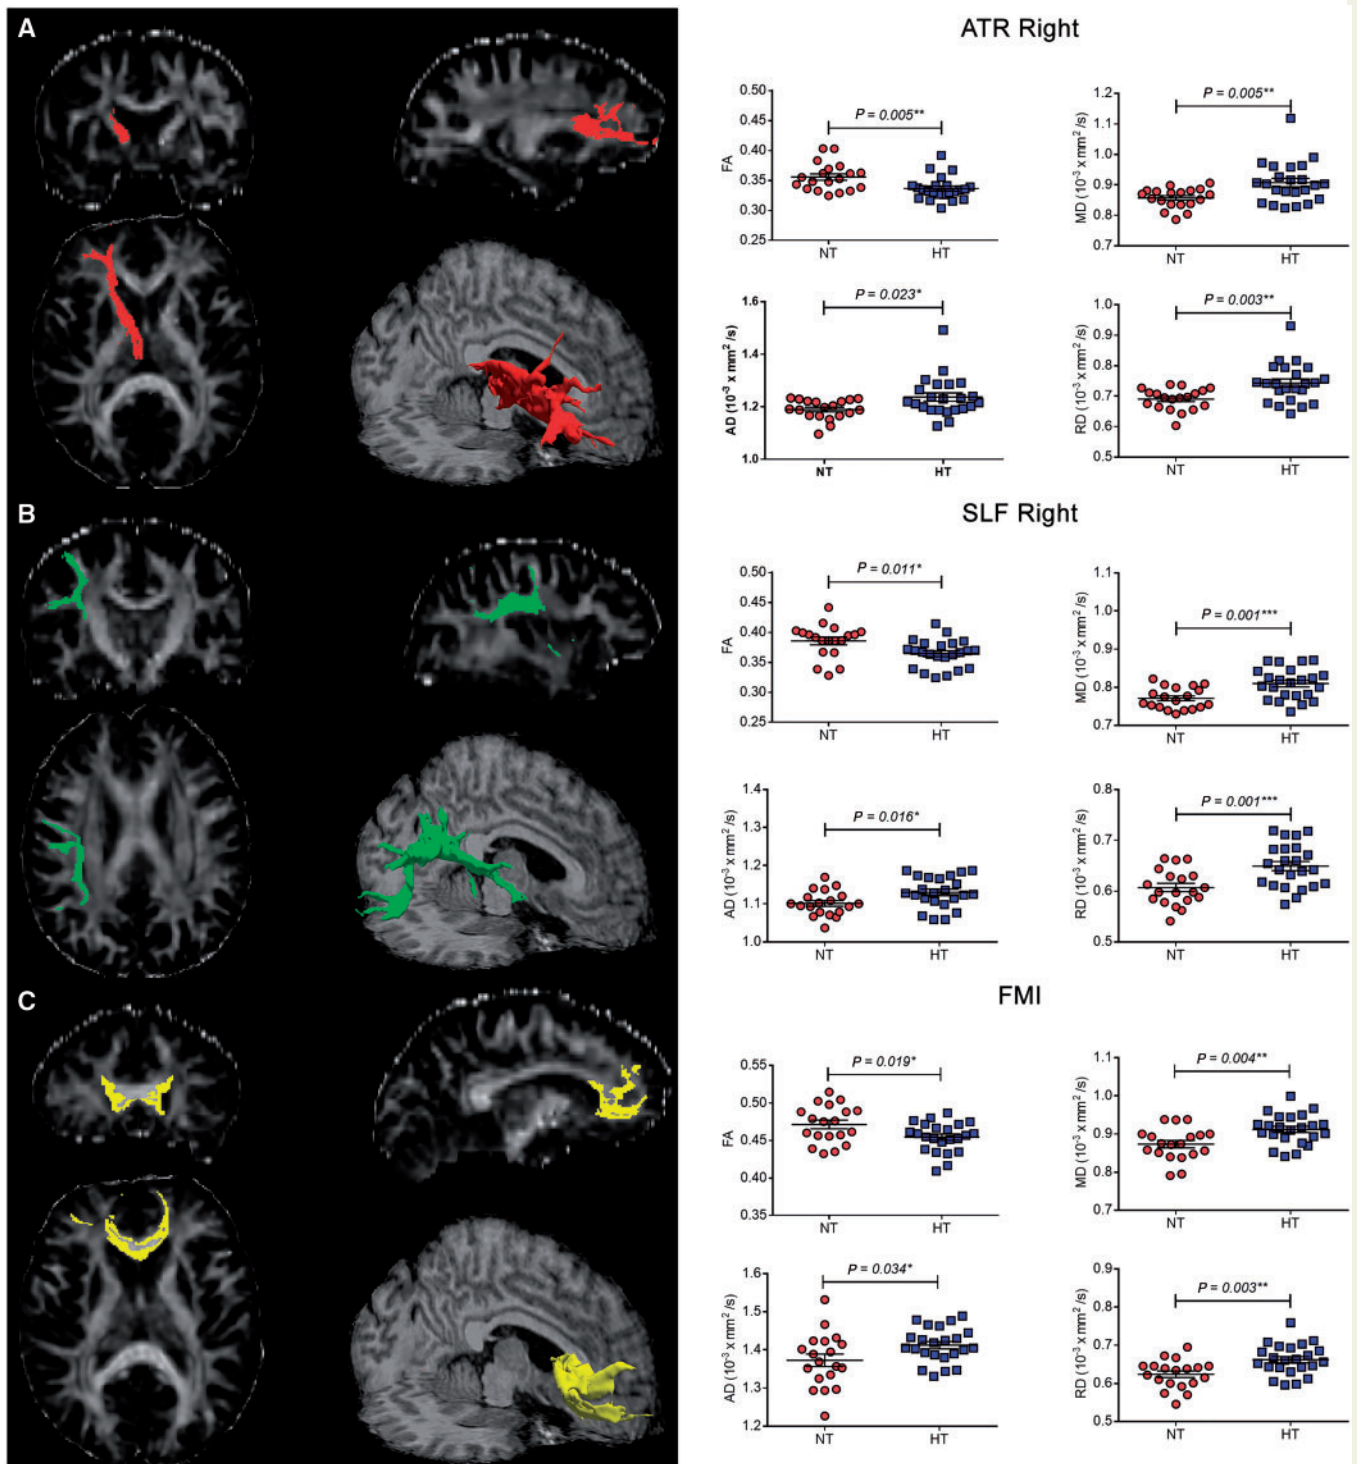 A
ATR Right
P = 0.005**
FA
0.50
0.45
0.40
0.35
0.30
0.25
NT
HT
P = 0.005**
MD (10⁻³ x mm² /s)
1.2
1.1
1.0
0.9
0.8
0.7
NT
HT
P = 0.023*
AD (10⁻³ x mm² /s)
1.6
1.4
1.2
1.0
NT
HT
P = 0.003**
RD (10⁻³ x mm² /s)
1.0
0.9
0.8
0.7
0.6
0.5
NT
HT
B
SLF Right
P = 0.011*
FA
0.50
0.45
0.40
0.35
0.30
0.25
NT
HT
P = 0.001***
MD (10⁻³ x mm² /s)
1.1
1.0
0.9
0.8
0.7
NT
HT
P = 0.016*
AD (10⁻³ x mm² /s)
1.4
1.3
1.2
1.1
1.0
NT
HT
P = 0.001***
RD (10⁻³ x mm² /s)
0.8
0.7
0.6
0.5
NT
HT
C
FMI
P = 0.019*
FA
0.55
0.50
0.45
0.40
0.35
NT
HT
P = 0.004**
MD (10⁻³ x mm² /s)
1.1
1.0
0.9
0.8
0.7
NT
HT
P = 0.034*
AD (10⁻³ x mm² /s)
1.6
1.5
1.4
1.3
1.2
NT
HT
P = 0.003**
RD (10⁻³ x mm² /s)
0.9
0.8
0.7
0.6
0.5
NT
HT